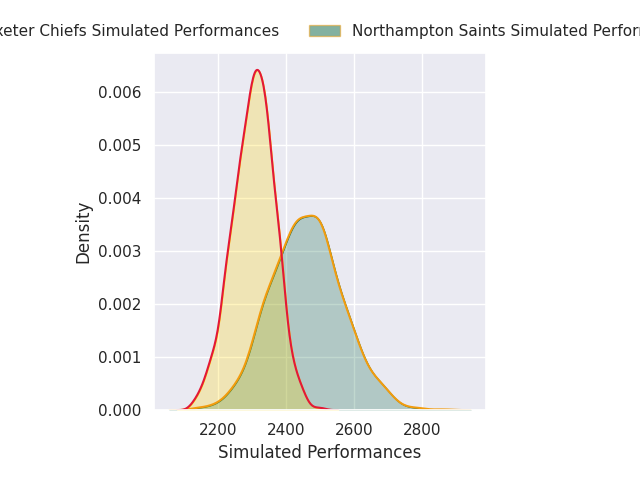 xeter Chiefs Simulated Performances
Northampton Saints Simulated Perfor
0.006
0.005
0.004
0.003
0.002
0.001
0.000
Density
2200 2400 2600 2800
Simulated Performances